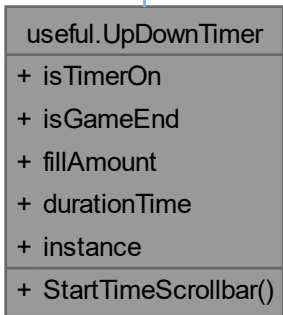 useful.UpDownTimer
+ isTimerOn
+ isGameEnd
+ fillAmount
+ durationTime
+ instance
+ StartTimeScrollbar()